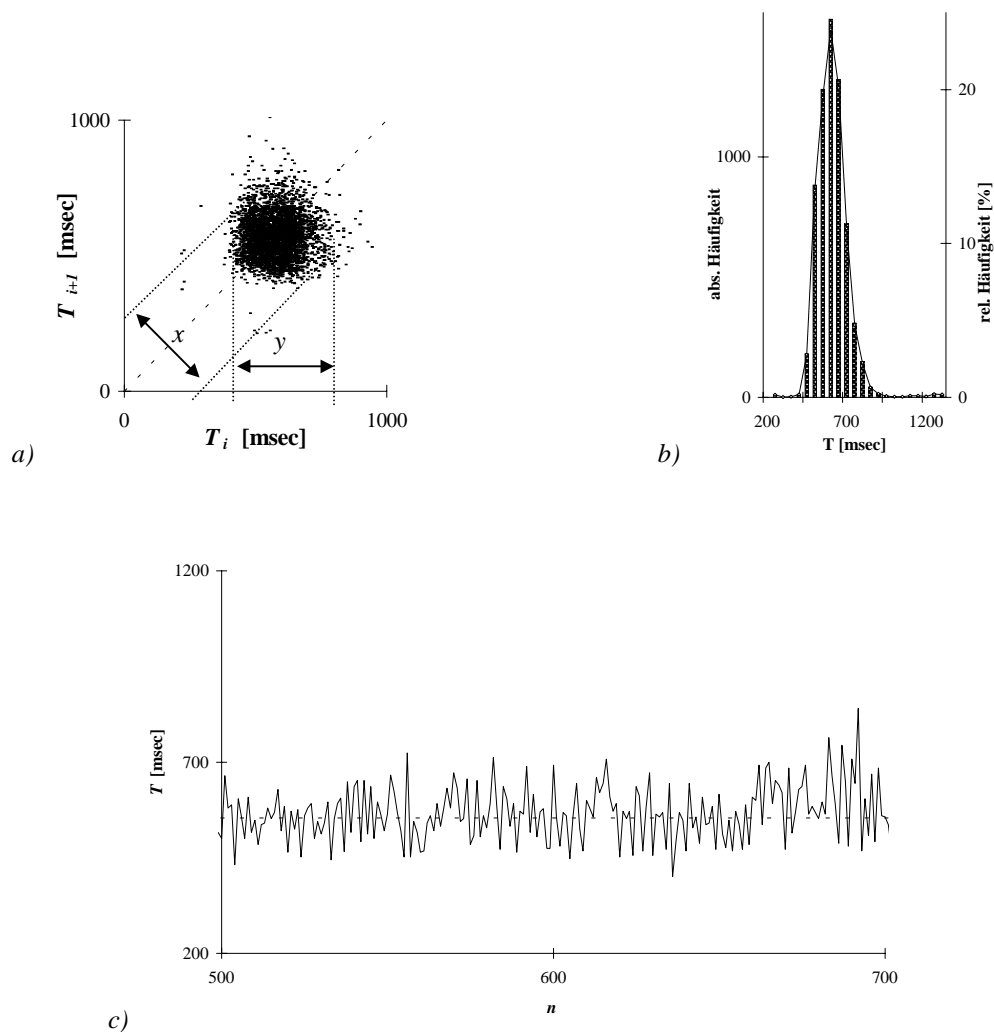 1000
T i+1 [msec]
x
y
0
0
1000
T i [msec]
a)
abs. Häufigkeit
1000
0
rel. Häufigkeit [%]
20
10
0
200
700
1200
T [msec]
b)
1200
T [msec]
700
200
500
600
700
n
c)